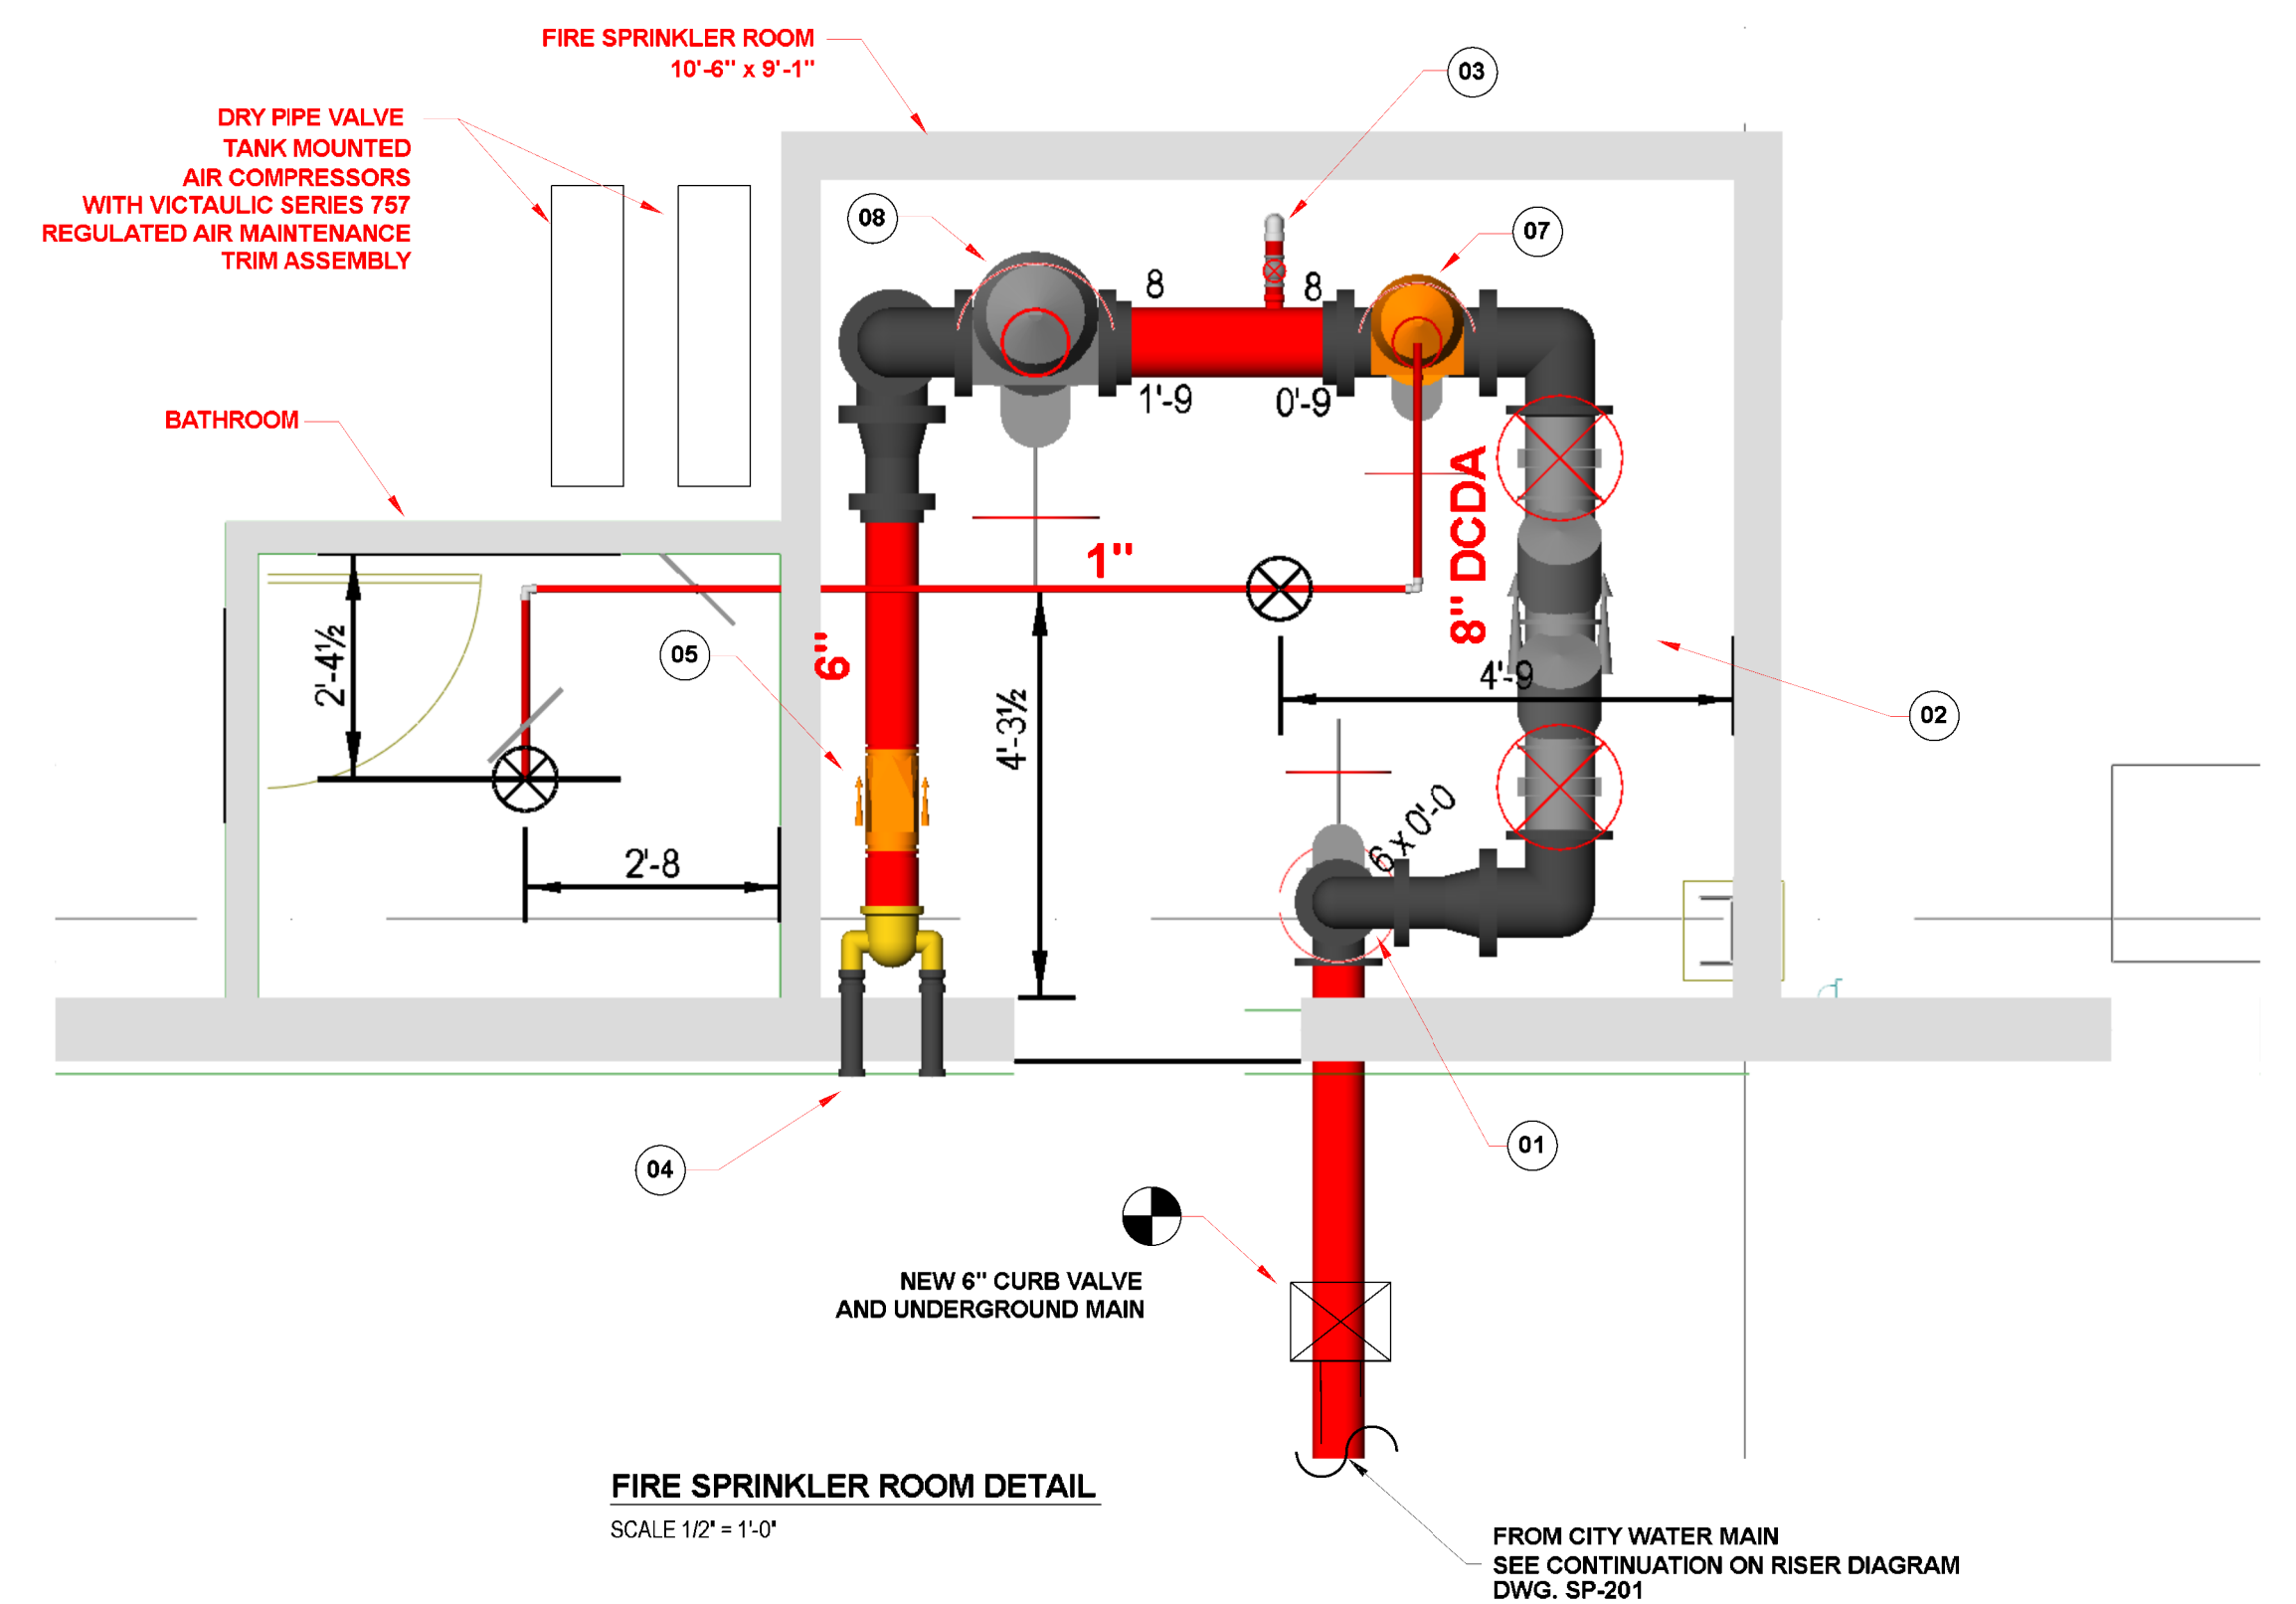 FIRE SPRINKLER ROOM
10'-6" x 9'-1"
03
DRY PIPE VALVE
TANK MOUNTED
AIR COMPRESSORS
WITH VICTAULIC SERIES 757
REGULATED AIR MAINTENANCE
TRIM ASSEMBLY
08
07
8
8
1'-9
0'-9
BATHROOM
8" DCDA
1"
2'-4½
05
6"
4'-3½
4'-9
02
6 x 0'-0
2'-8
01
04
NEW 6" CURB VALVE
AND UNDERGROUND MAIN
FIRE SPRINKLER ROOM DETAIL
SCALE 1/2" = 1'-0"
FROM CITY WATER MAIN
SEE CONTINUATION ON RISER DIAGRAM
DWG. SP-201